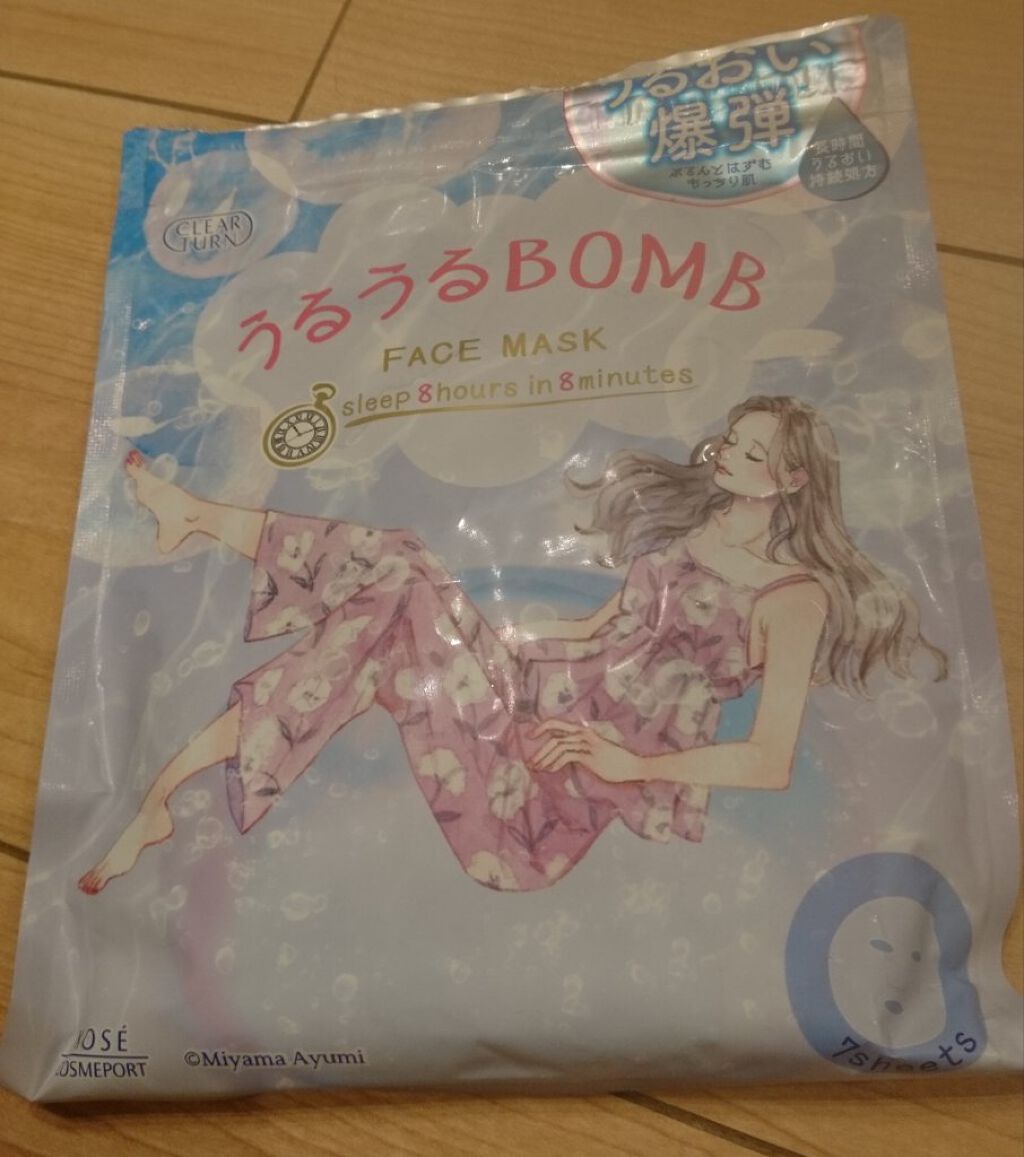 うるおい
爆弾
ぷるんとはずむ
もっちり肌
長時間
うるおい
持続処方
CLEAR
TURN
うるうるBOMB
FACE MASK
sleep 8hours in 8minutes
7sheets
OSÉ
OSMEPORT
©Miyama Ayumi